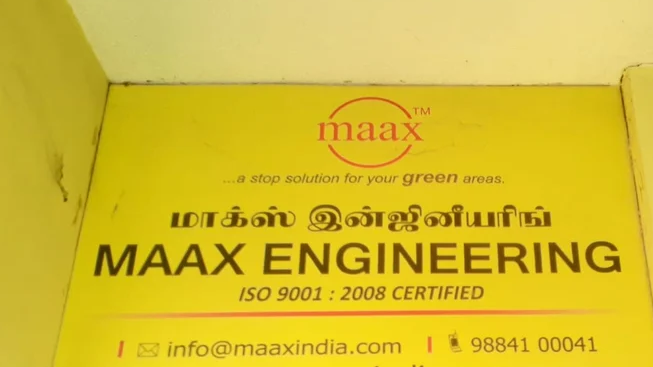 maax™
...a stop solution for your green areas.
மாக்ஸ் இன்ஜினீயரிங்
MAAX ENGINEERING
ISO 9001 : 2008 CERTIFIED
info@maaxindia.com | 98841 00041